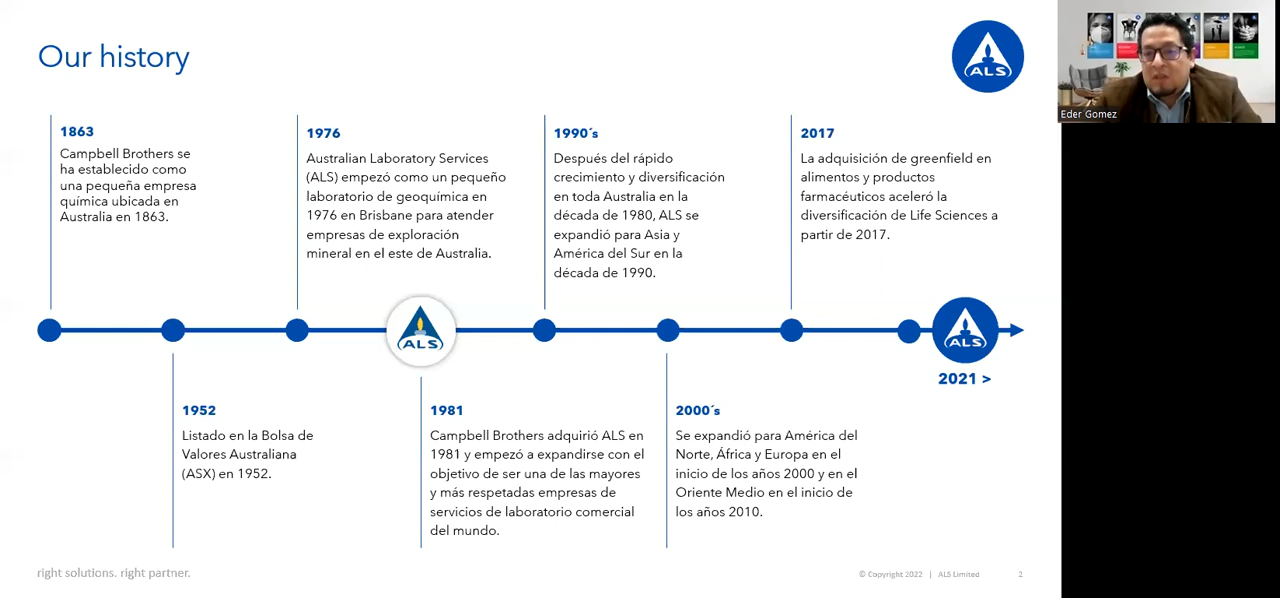 Our history
ALS
Eder Gomez
1863
Campbell Brothers se
ha establecido como
una pequeña empresa
química ubicada en
Australia en 1863.
1976
Australian Laboratory Services
(ALS) empezó como un pequeño
laboratorio de geoquímica en
1976 en Brisbane para atender
empresas de exploración
mineral en el este de Australia.
1990´s
Después del rápido
crecimiento y diversificación
en toda Australia en la
década de 1980, ALS se
expandió para Asia y
América del Sur en la
década de 1990.
2017
La adquisición de greenfield en
alimentos y productos
farmacéuticos aceleró la
diversificación de Life Sciences a
partir de 2017.
ALS
ALS
2021 >
1952
Listado en la Bolsa de
Valores Australiana
(ASX) en 1952.
1981
Campbell Brothers adquirió ALS en
1981 y empezó a expandirse con el
objetivo de ser una de las mayores
y más respetadas empresas de
servicios de laboratorio comercial
del mundo.
2000´s
Se expandió para América del
Norte, África y Europa en el
inicio de los años 2000 y en el
Oriente Medio en el inicio de
los años 2010.
right solutions. right partner.
© Copyright 2022 | ALS Limited 2